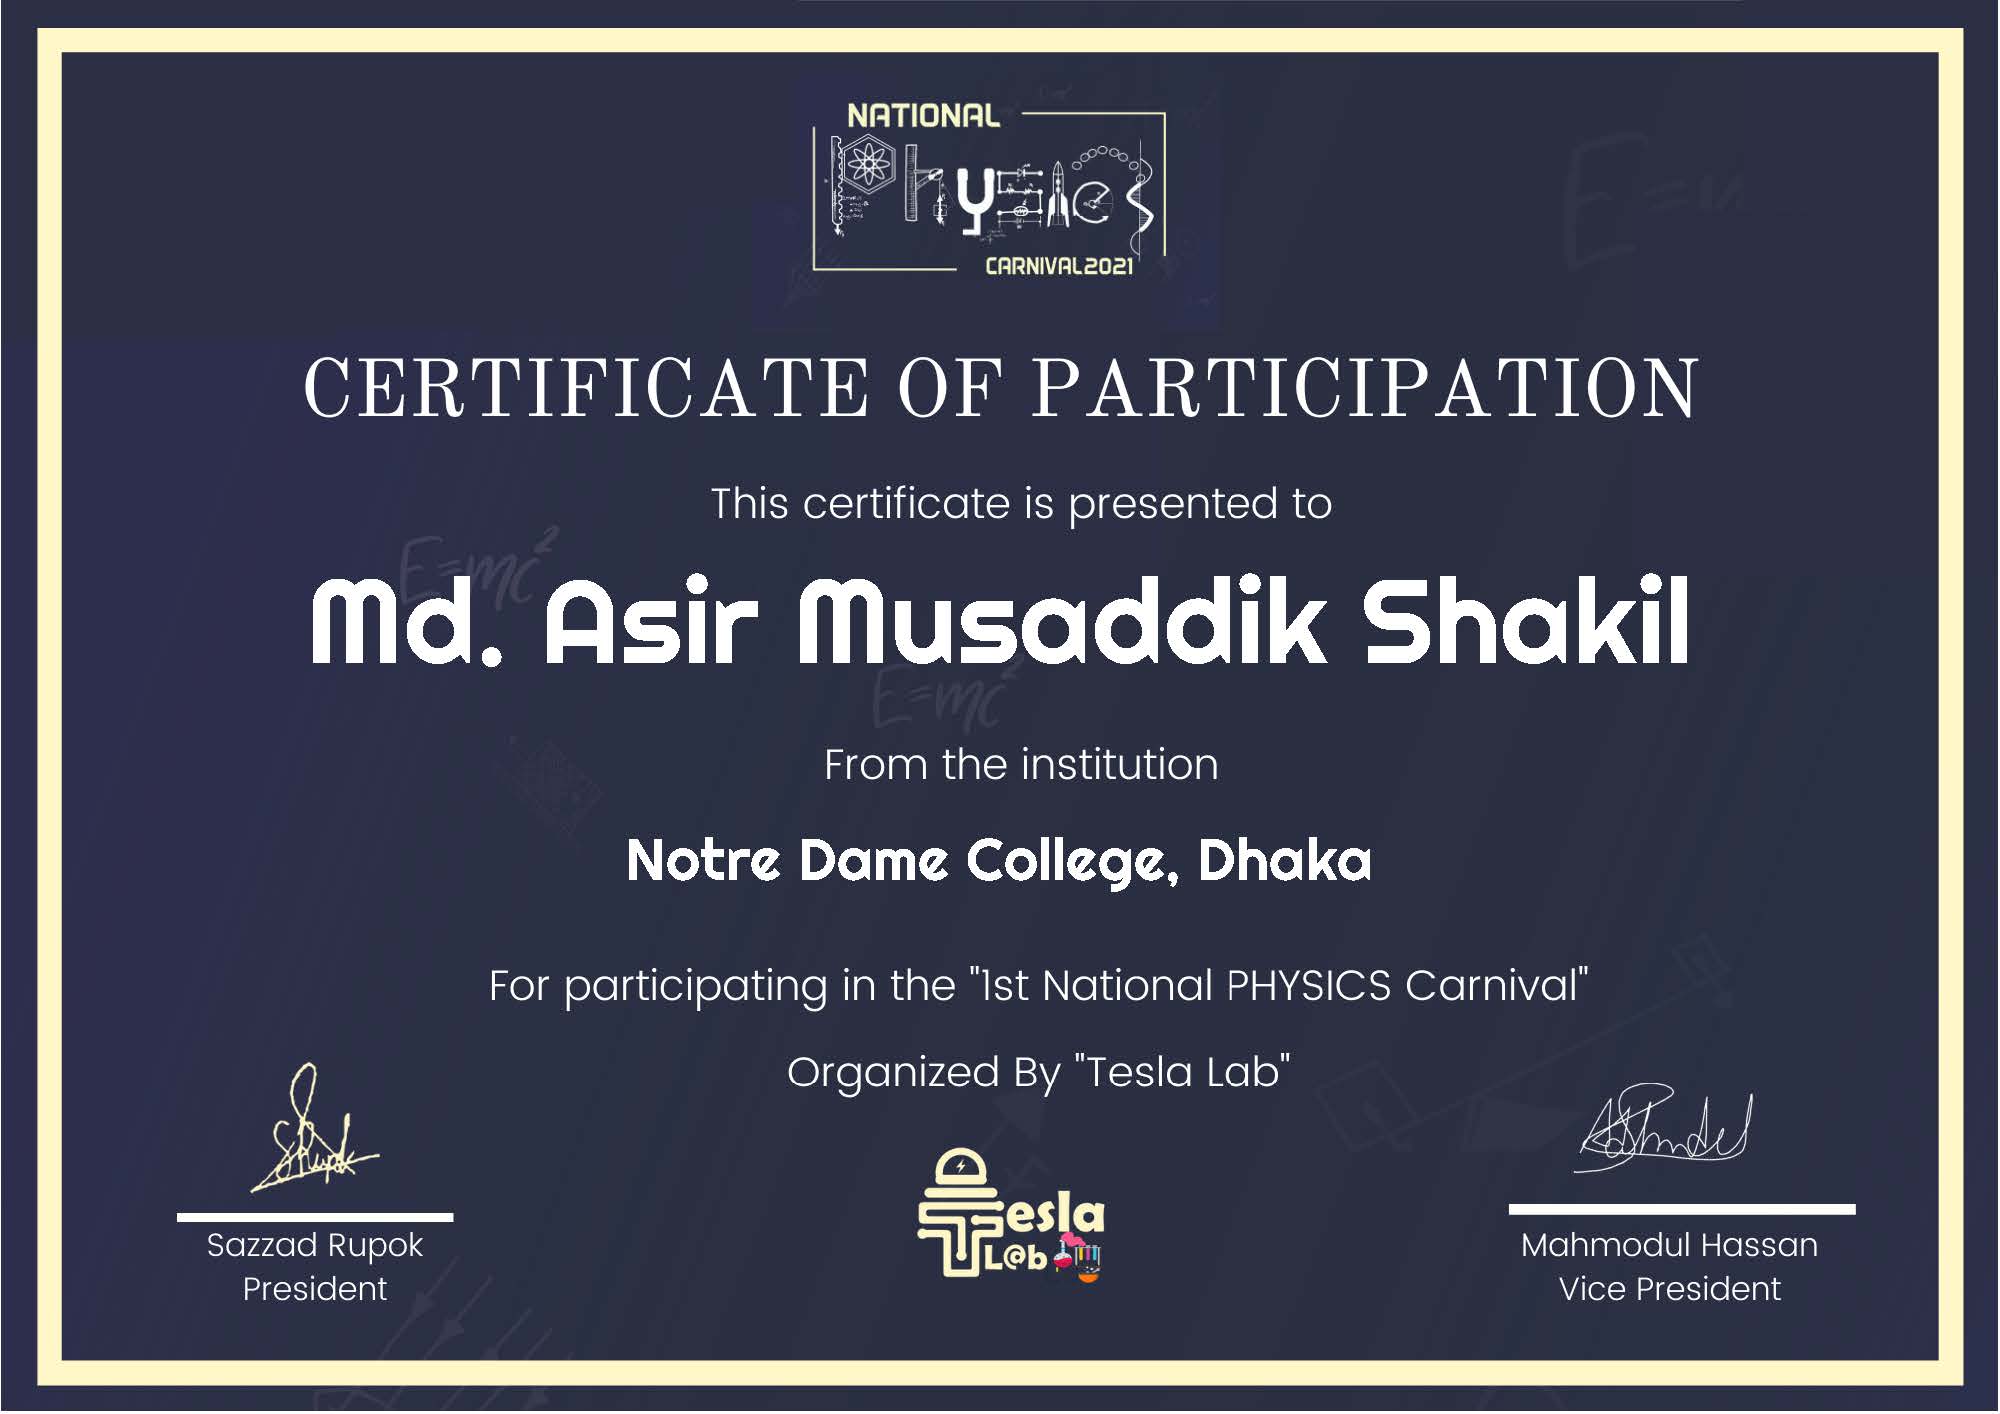 NATIONAL
Physics
CARNIVAL2021
CERTIFICATE OF PARTICIPATION
This certificate is presented to
E=mc²
Md. Asir Musaddik Shakil
E=mc²
From the institution
Notre Dame College, Dhaka
For participating in the "1st National PHYSICS Carnival"
Organized By "Tesla Lab"
Tesla
L@b
Sazzad Rupok
President
Mahmodul Hassan
Vice President